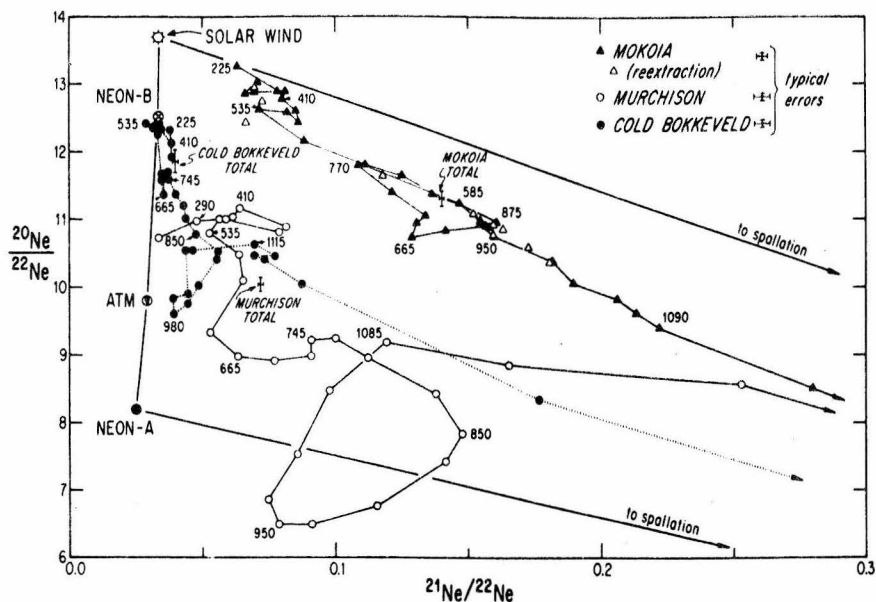 14
13
12
11
10
9
8
7
6
20Ne
22Ne
0.0
0.1
0.2
0.3
21Ne/22Ne
SOLAR WIND
NEON-B
ATM
NEON-A
MOKOIA
(reextraction)
MURCHISON
COLD BOKKEVELD
typical
errors
225
410
535
770
MOKOIA
TOTAL
585
875
665
950
1090
to spallation
535
225
410
COLD BOKKEVELD
TOTAL
745
665
290
410
850
535
1115
980
MURCHISON
TOTAL
745
1085
665
850
950
to spallation